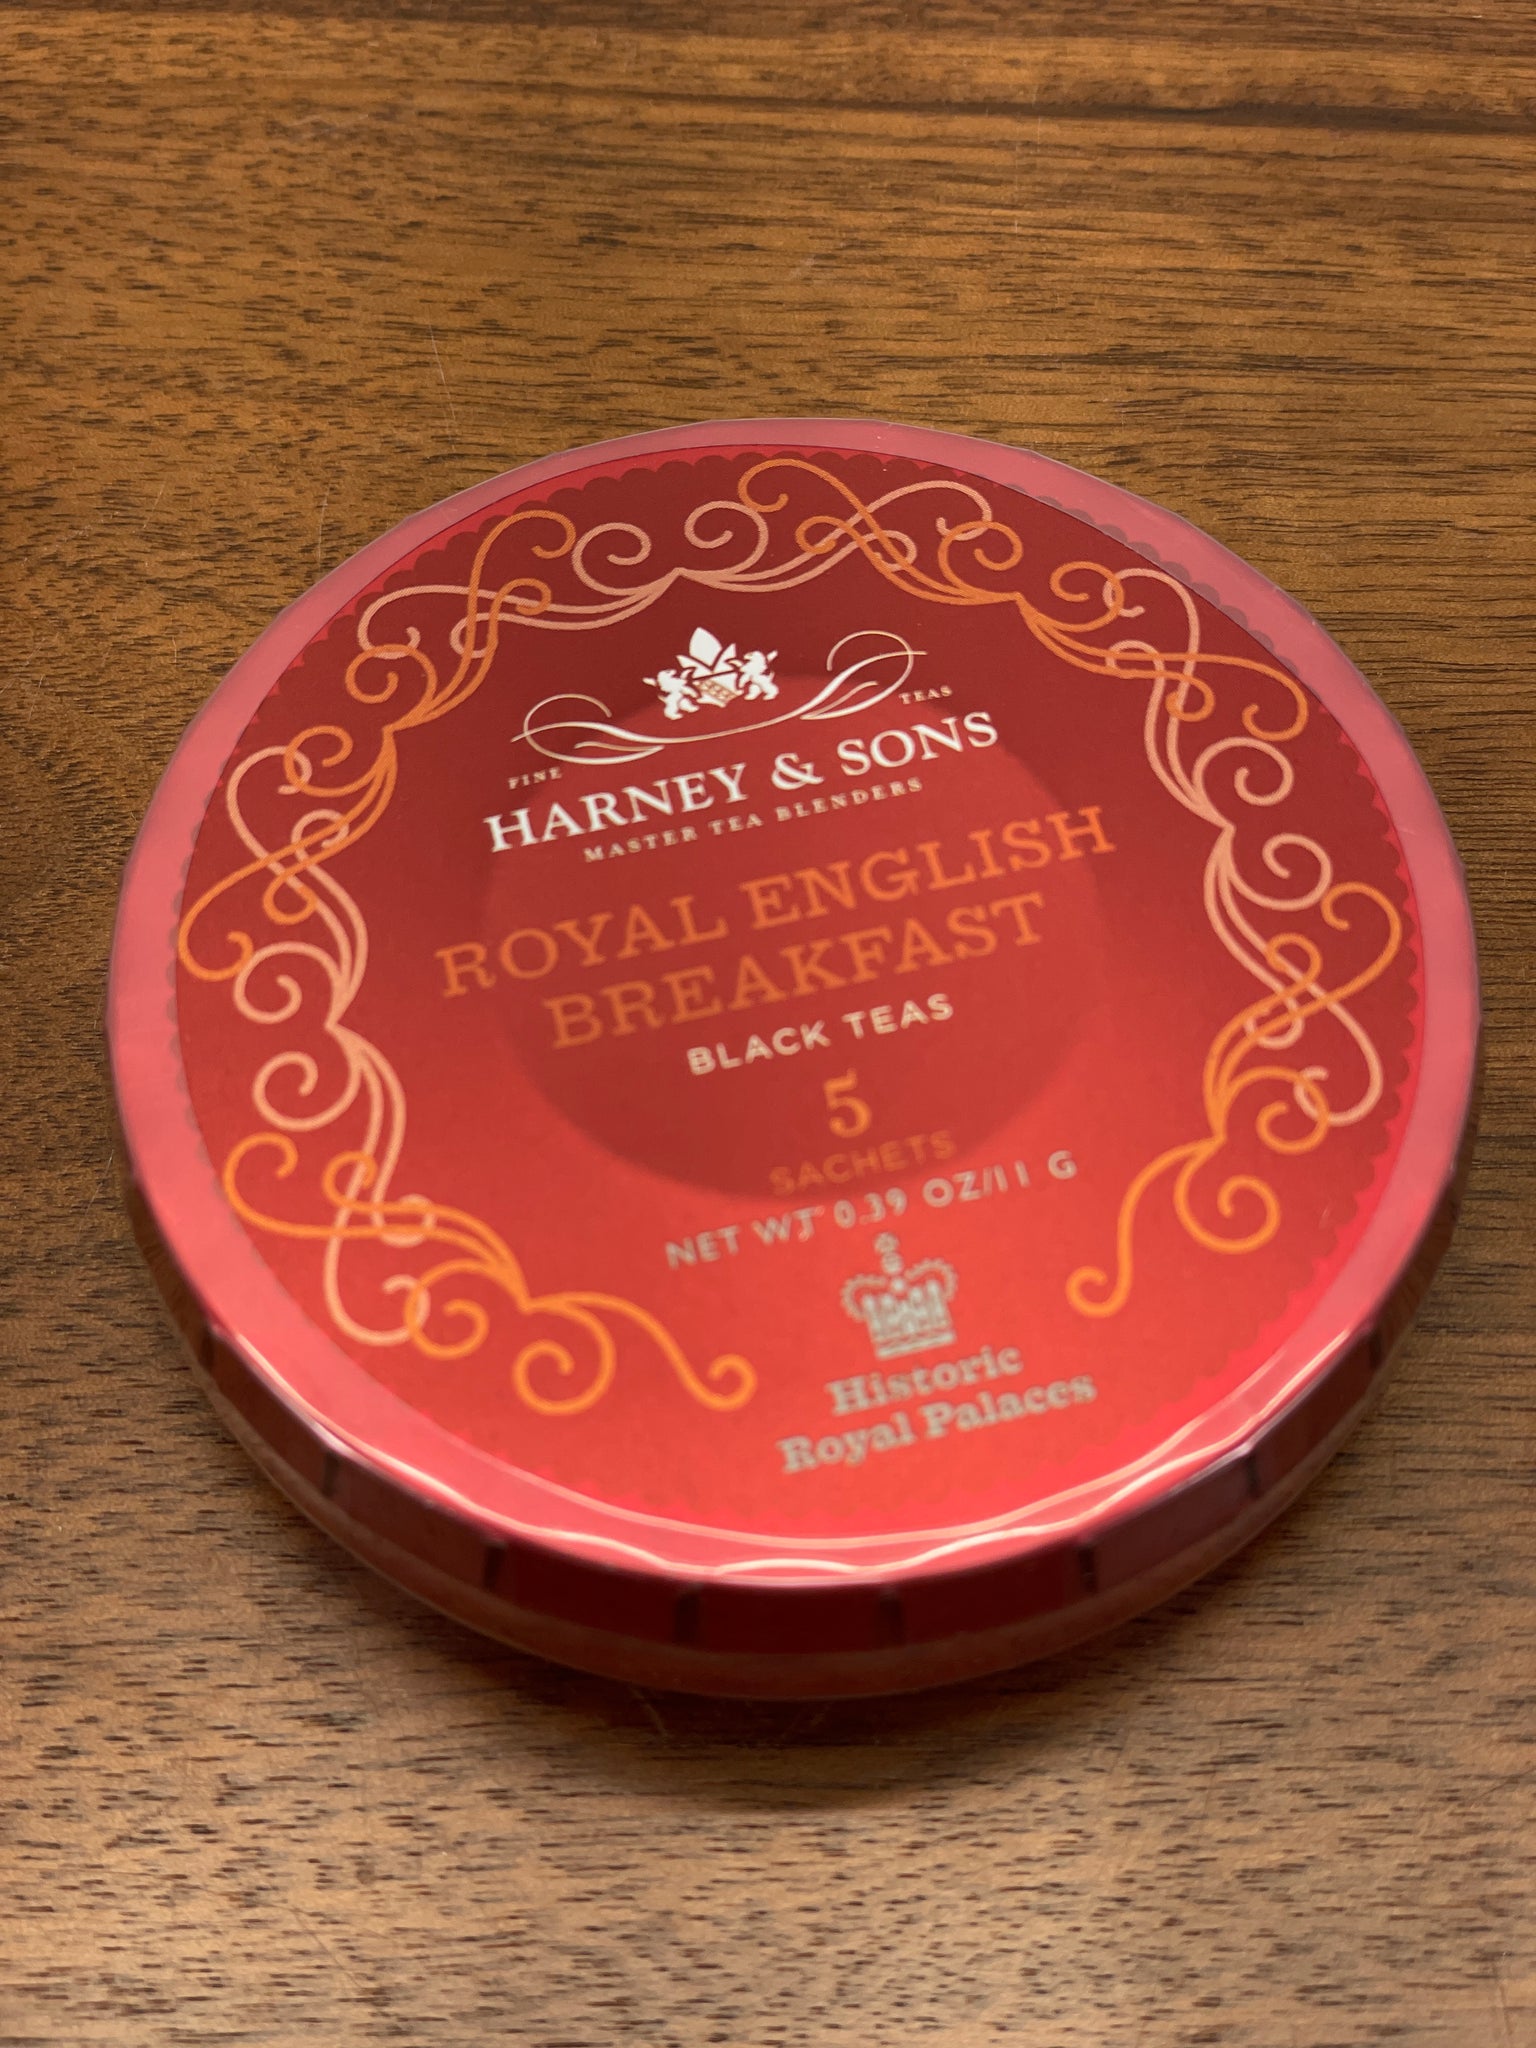 FINE TEAS
HARNEY & SONS
MASTER TEA BLENDERS
ROYAL ENGLISH
BREAKFAST
BLACK TEAS
5
SACHETS
NET WT 0.39 OZ/11 G
Historic
Royal Palaces